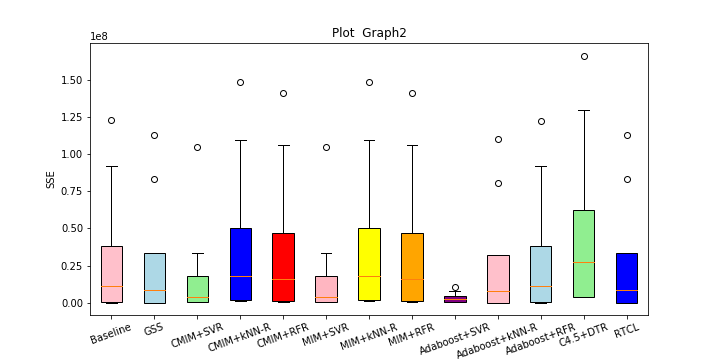 Plot Graph2
1e8
SSE
1.50
1.25
1.00
0.75
0.50
0.25
0.00
Baseline
GSS
CMIM+SVR
CMIM+kNN-R
CMIM+RFR
MIM+SVR
MIM+kNN-R
MIM+RFR
Adaboost+SVR
Adaboost+kNN-R
Adaboost+RFR
C4.5+DTR
RTCL